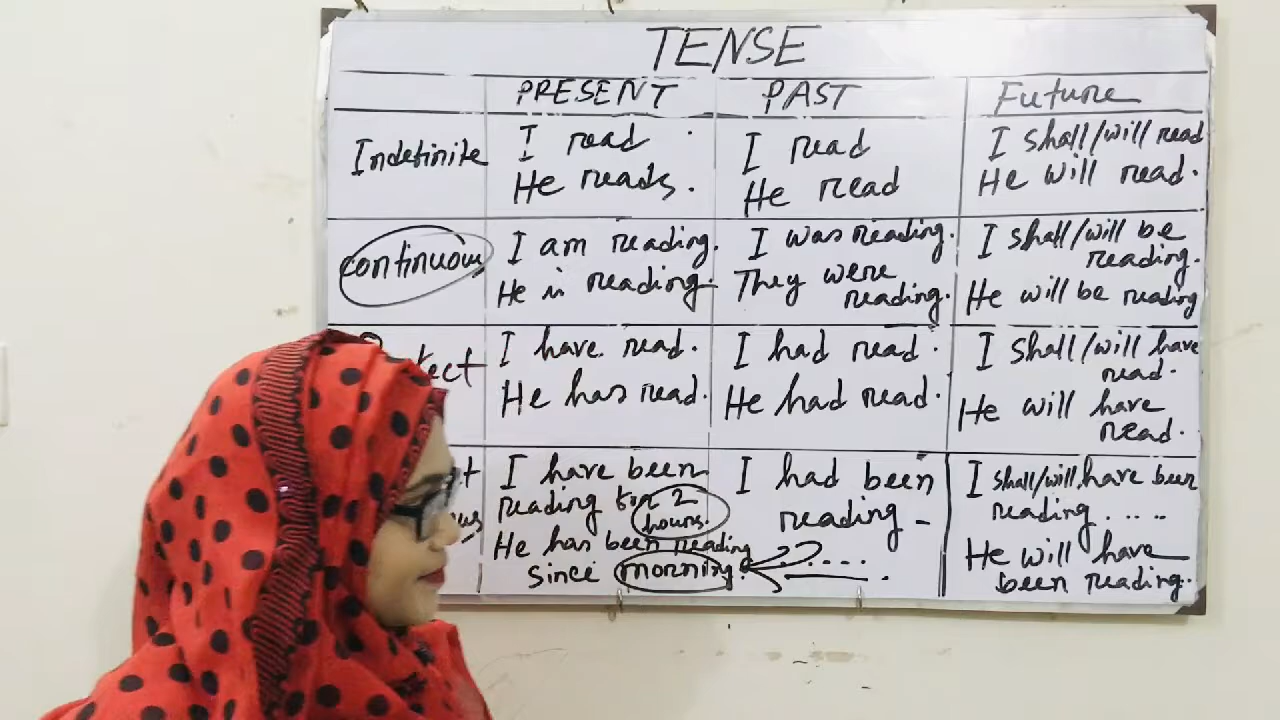 TENSE
PRESENT PAST Future
Indefinite
I read
He reads.
I read
He read
I shall/will read
He will read.
continuous
I am reading.
He is reading.
I was reading.
They were
reading.
I shall/will be
reading.
He will be reading
I have read.
He has read.
I had read.
He had read.
I shall/will have
read.
He will have
read.
I have been
reading for 2
hours.
He has been reading
since morning.
I had been
reading
I shall/will have been
reading ....
He will have
been reading.